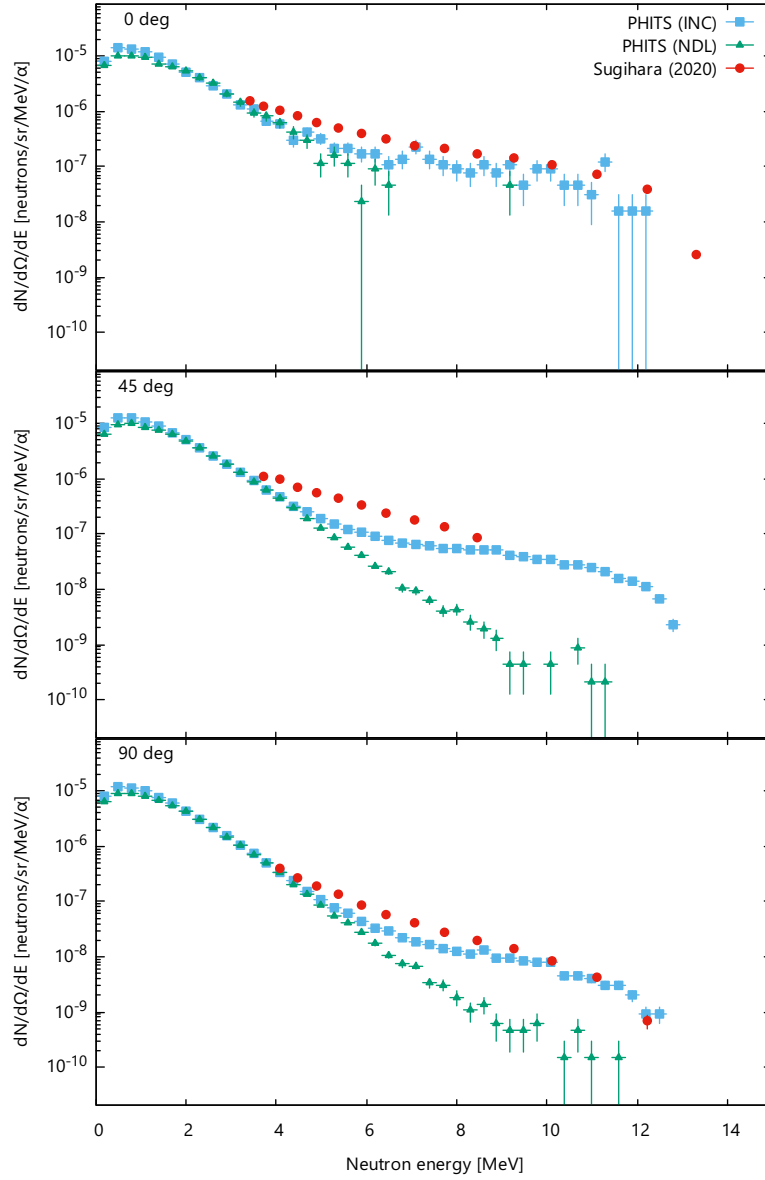 0 deg
PHITS (INC)
PHITS (NDL)
Sugihara (2020)
10⁻⁵
10⁻⁶
10⁻⁷
10⁻⁸
10⁻⁹
10⁻¹⁰
dN/dΩ/dE [neutrons/sr/MeV/α]
45 deg
10⁻⁵
10⁻⁶
10⁻⁷
10⁻⁸
10⁻⁹
10⁻¹⁰
dN/dΩ/dE [neutrons/sr/MeV/α]
90 deg
10⁻⁵
10⁻⁶
10⁻⁷
10⁻⁸
10⁻⁹
10⁻¹⁰
dN/dΩ/dE [neutrons/sr/MeV/α]
0 2 4 6 8 10 12 14
Neutron energy [MeV]